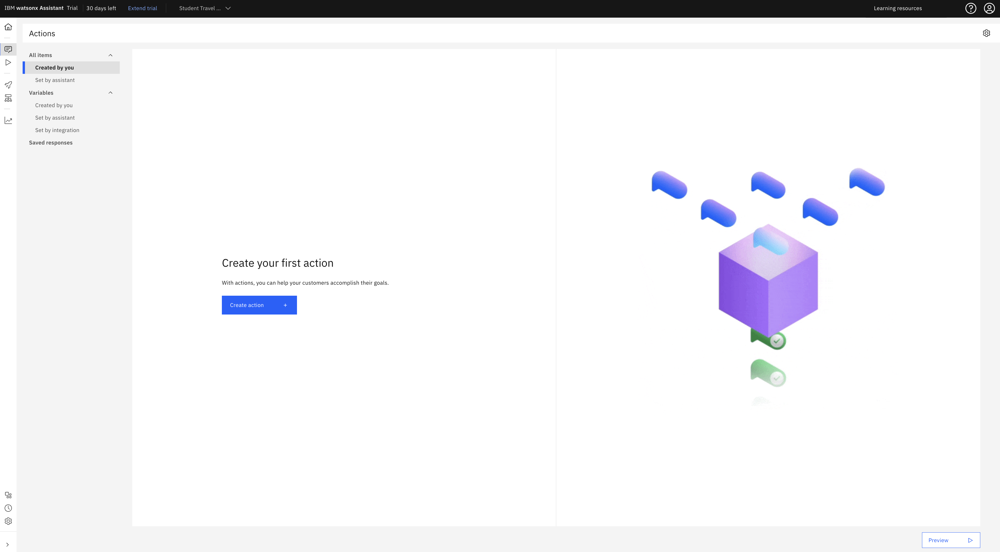 IBM watsonx Assistant Trial 30 days left Extend trial Student Travel ... Learning resources
Actions
All items
Created by you
Set by assistant
Variables
Created by you
Set by assistant
Set by integration
Saved responses
Create your first action
With actions, you can help your customers accomplish their goals.
Create action +
Preview